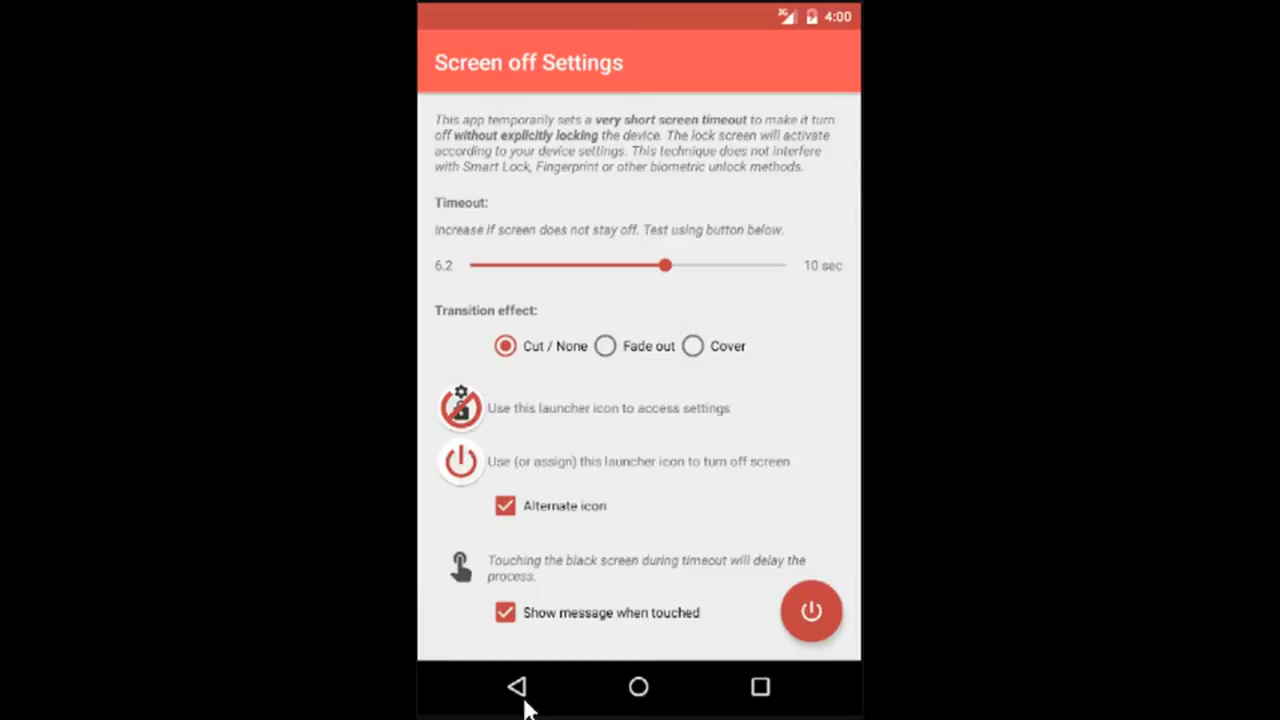 3G 4:00
Screen off Settings
This app temporarily sets a very short screen timeout to make it turn
off without explicitly locking the device. The lock screen will activate
according to your device settings. This technique does not interfere
with Smart Lock, Fingerprint or other biometric unlock methods.
Timeout:
Increase if screen does not stay off. Test using button below.
6.2 10 sec
Transition effect:
Cut / None Fade out Cover
Use this launcher icon to access settings
Use (or assign) this launcher icon to turn off screen
Alternate icon
Touching the black screen during timeout will delay the
process.
Show message when touched